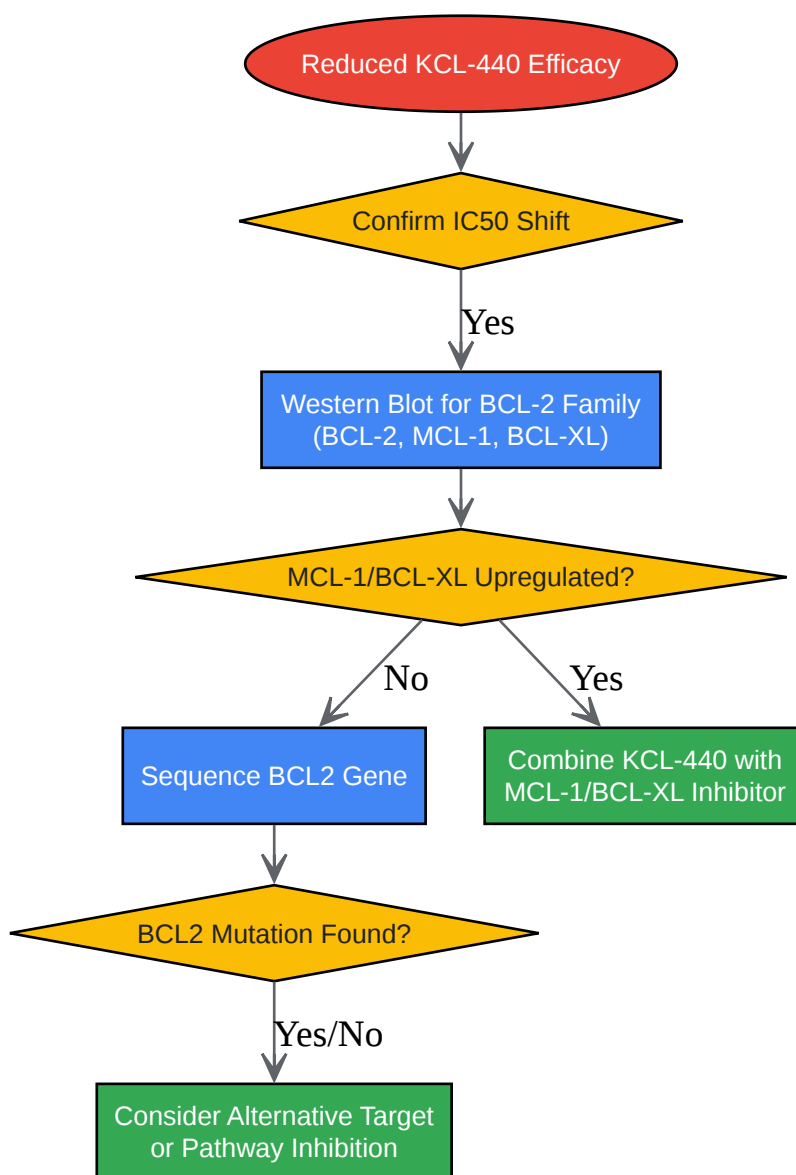 Reduced KCL-440 Efficacy
Confirm IC50 Shift
Yes
Western Blot for BCL-2 Family
(BCL-2, MCL-1, BCL-XL)
MCL-1/BCL-XL Upregulated?
No
Yes
Sequence BCL2 Gene
Combine KCL-440 with
MCL-1/BCL-XL Inhibitor
BCL2 Mutation Found?
Yes/No
Consider Alternative Target
or Pathway Inhibition